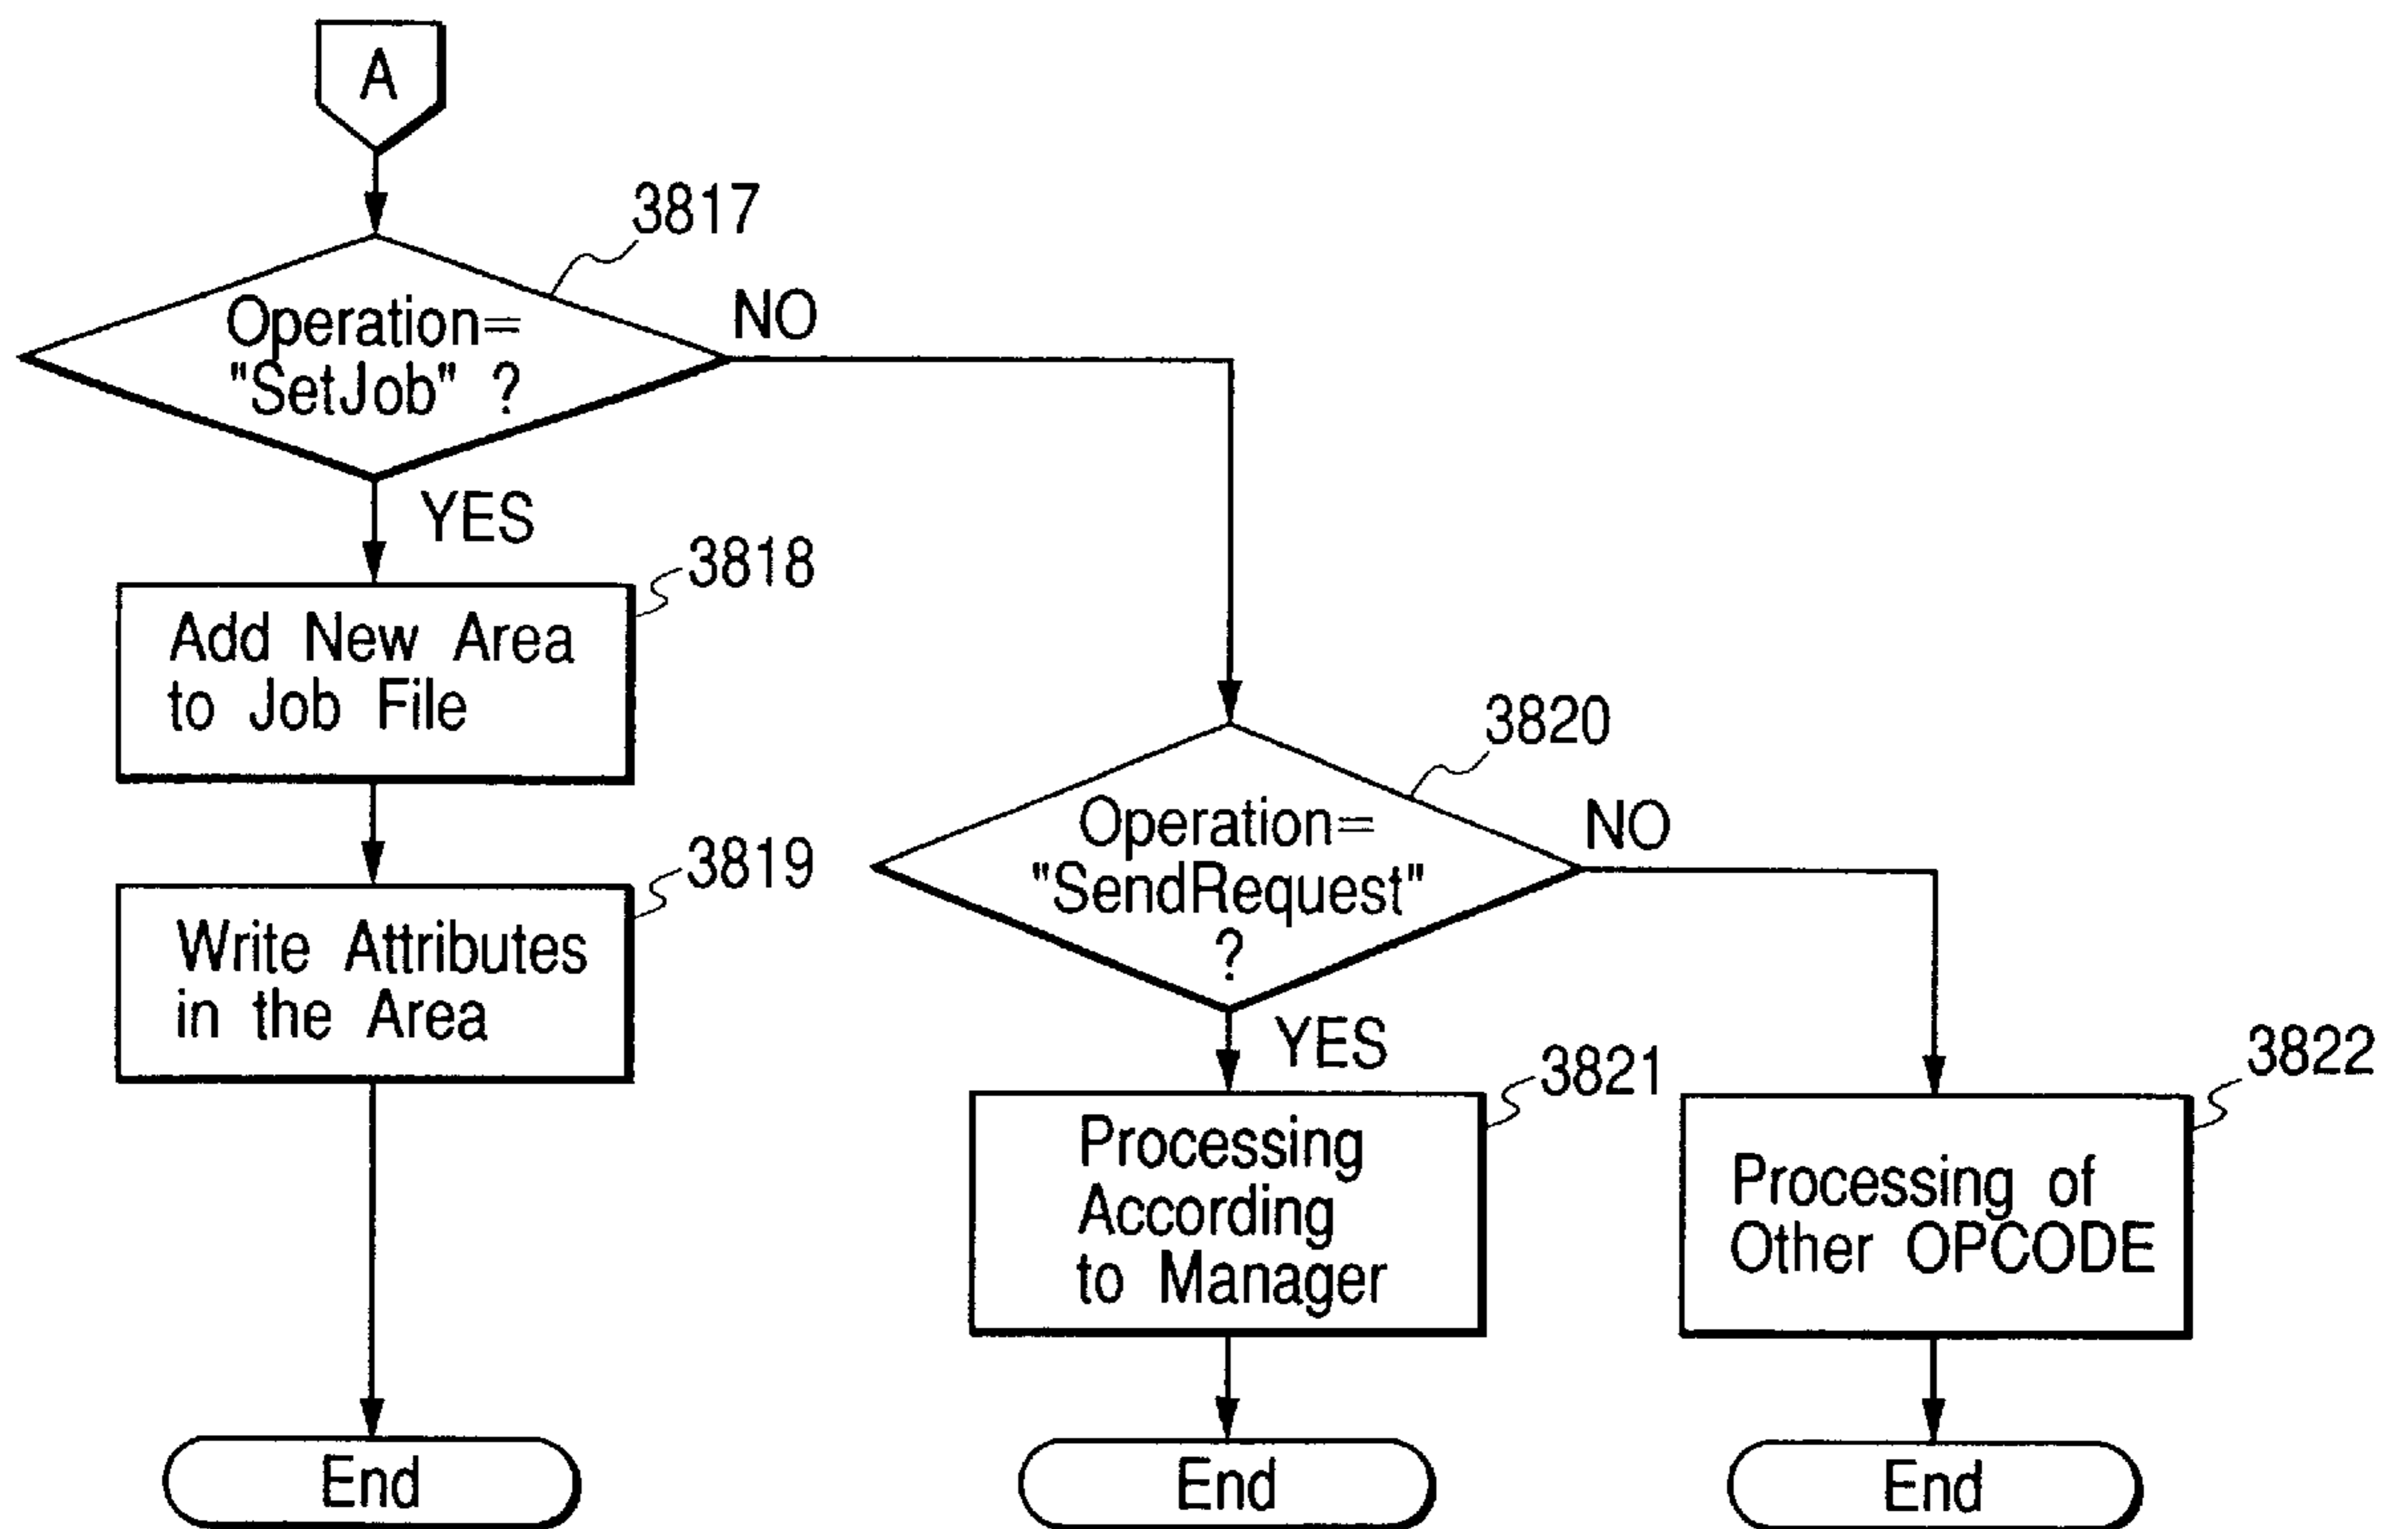 A
3817
Operation=
"SetJob" ?
NO
YES
3818
Add New Area
to Job File
3819
Write Attributes
in the Area
End
3820
Operation=
"SendRequest"
?
NO
YES
3821
Processing
According
to Manager
End
3822
Processing of
Other OPCODE
End